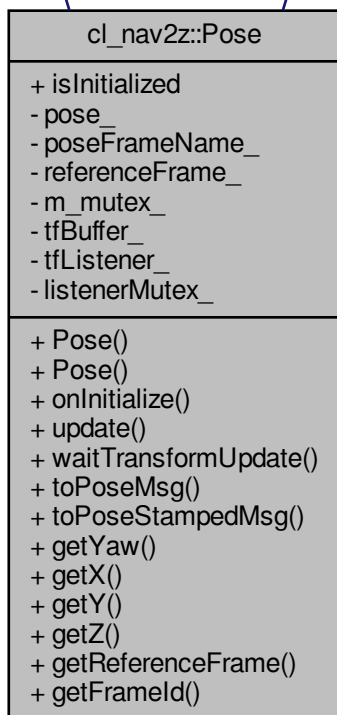 cl_nav2z::Pose
+ isInitialized
- pose_
- poseFrameName_
- referenceFrame_
- m_mutex_
- tfBuffer_
- tfListener_
- listenerMutex_
+ Pose()
+ Pose()
+ onInitialize()
+ update()
+ waitTransformUpdate()
+ toPoseMsg()
+ toPoseStampedMsg()
+ getYaw()
+ getX()
+ getY()
+ getZ()
+ getReferenceFrame()
+ getFrameId()